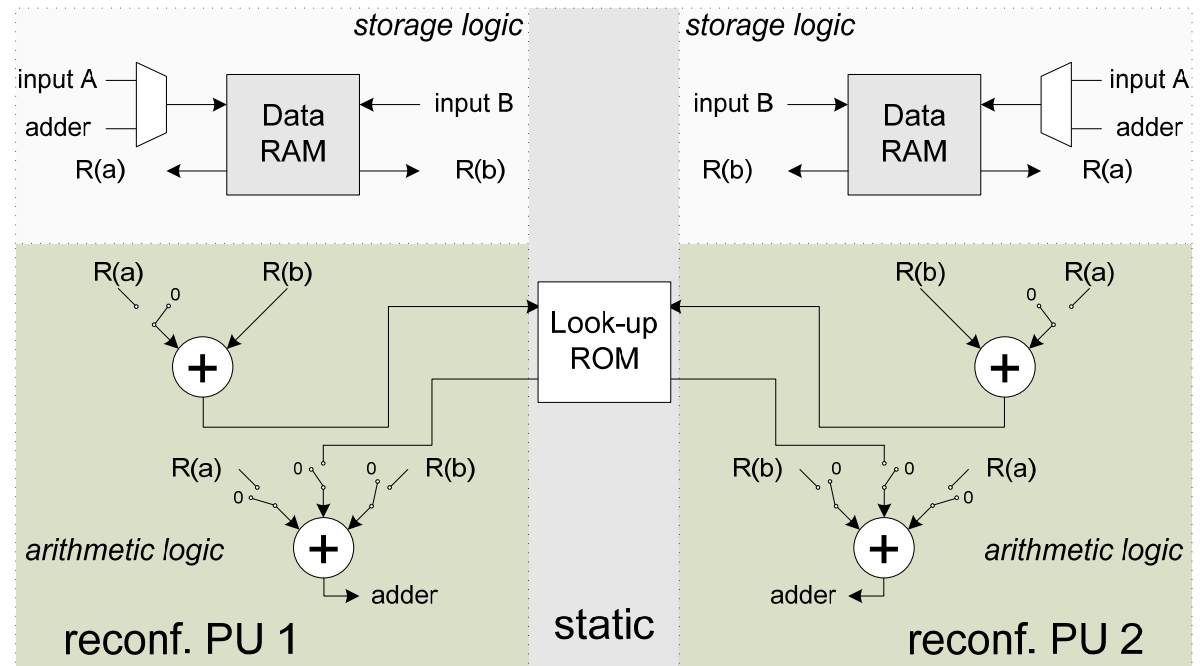 storage logic
storage logic
input A
adder
R(a)
Data
RAM
input B
R(b)
input B
R(b)
Data
RAM
input A
adder
R(a)
R(a)
0
R(b)
+
Look-up
ROM
R(b)
0
R(a)
+
R(a)
0
0
0
R(b)
+
adder
arithmetic logic
R(b)
0
0
R(a)
0
+
adder
arithmetic logic
reconf. PU 1
static
reconf. PU 2